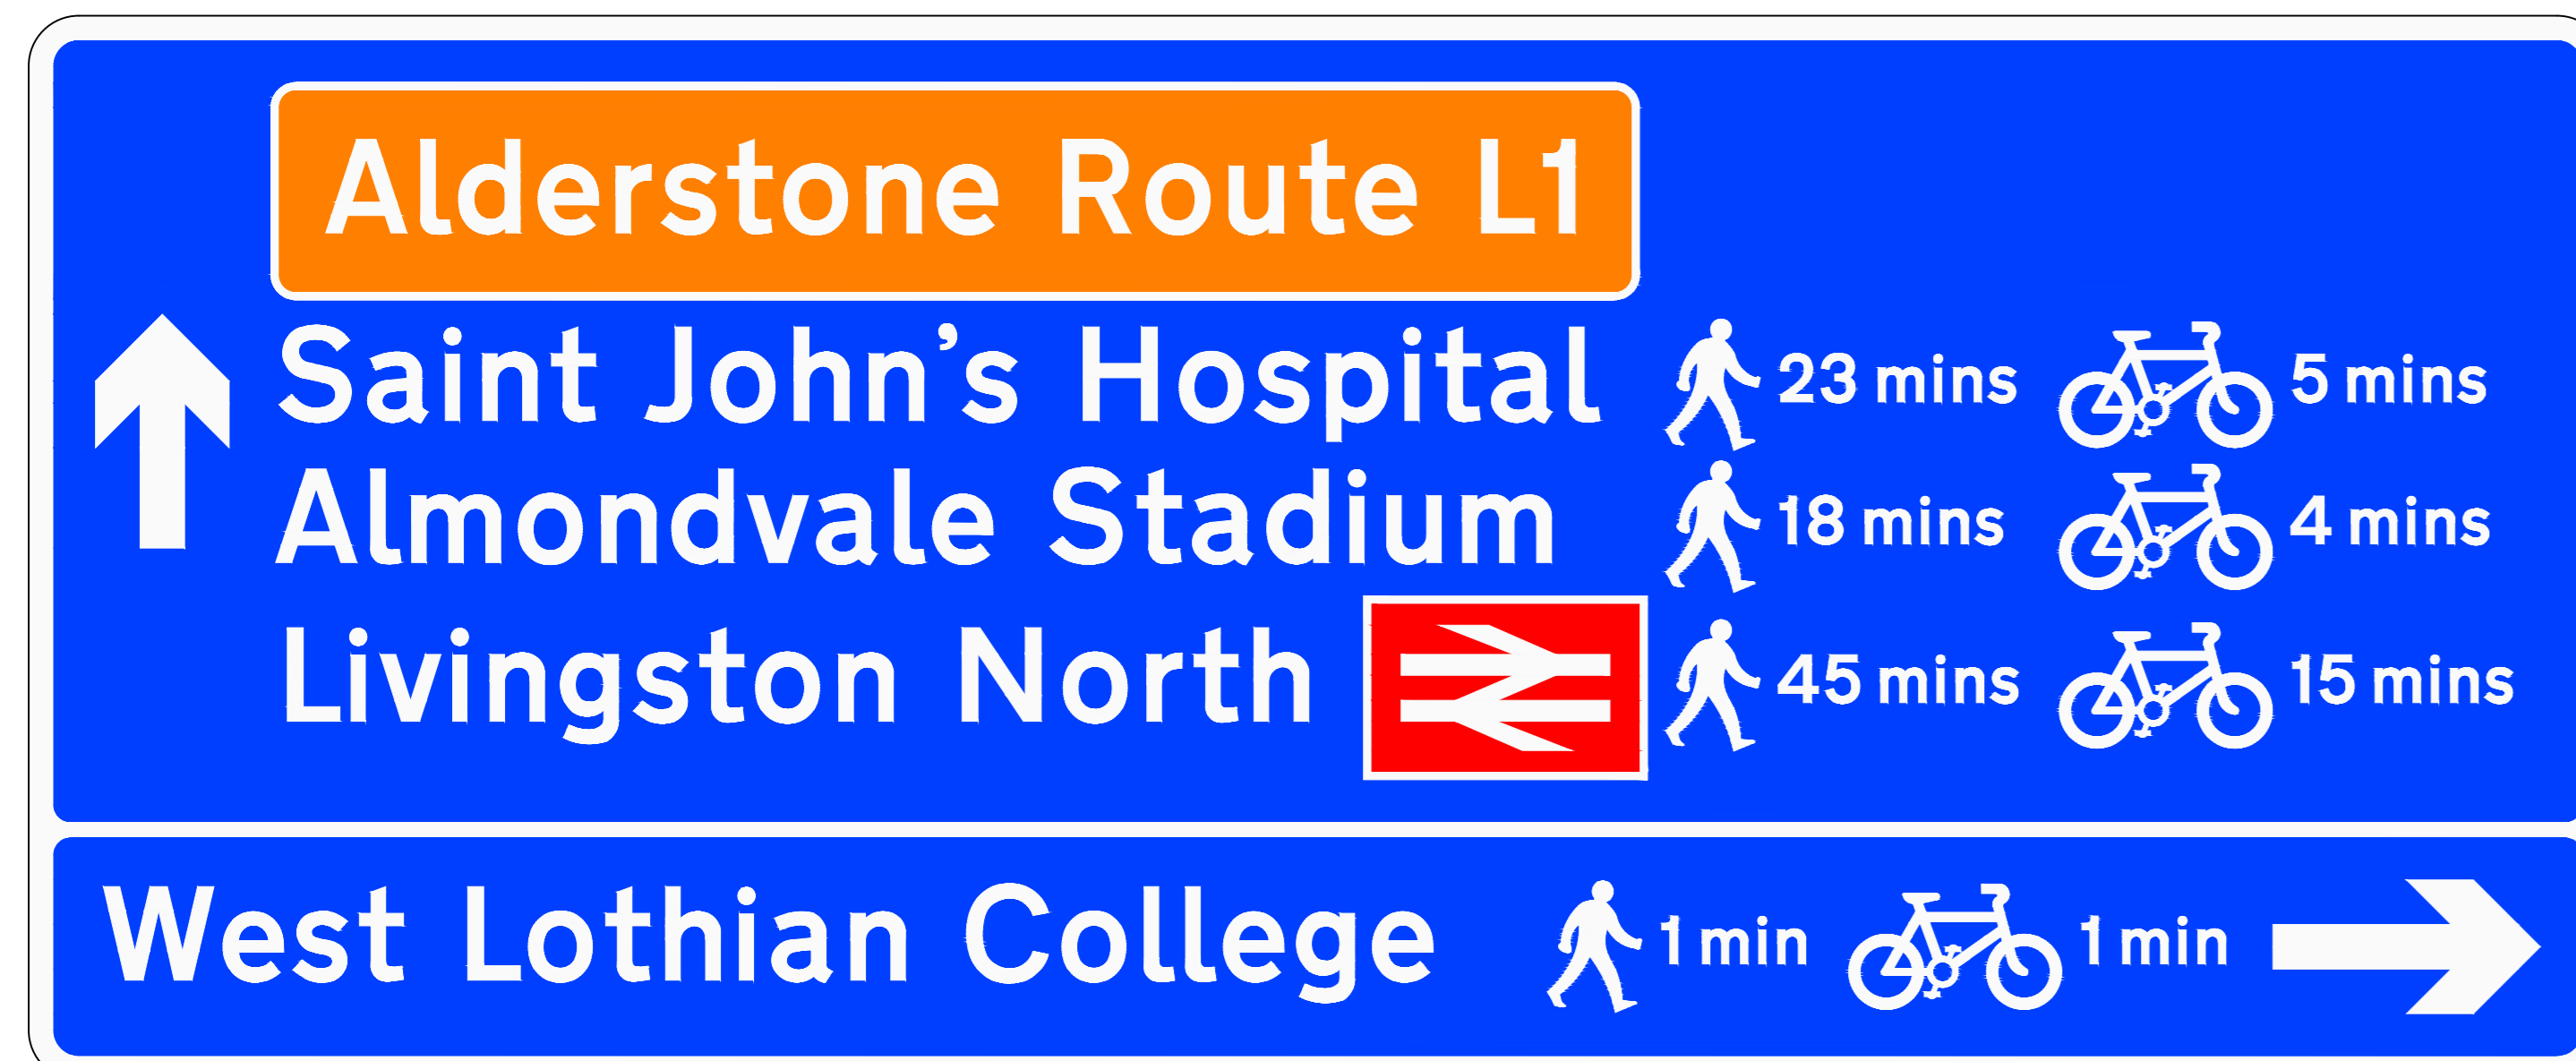 Alderstone Route L1
Saint John’s Hospital 23 mins 5 mins
Almondvale Stadium 18 mins 4 mins
Livingston North 45 mins 15 mins
West Lothian College 1 min 1 min